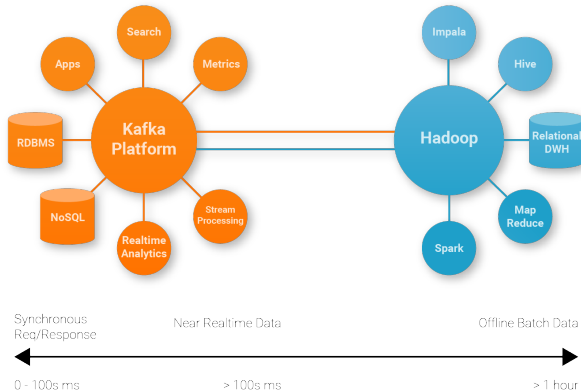 Search
Impala
Apps
Metrics
Hive
Kafka
Platform
Hadoop
RDBMS
Relational
DWH
NoSQL
Stream
Processing
Map
Reduce
Realtime
Analytics
Spark
Synchronous
Req/Response
Near Realtime Data
Offline Batch Data
0 - 100s ms
> 100s ms
> 1 hour